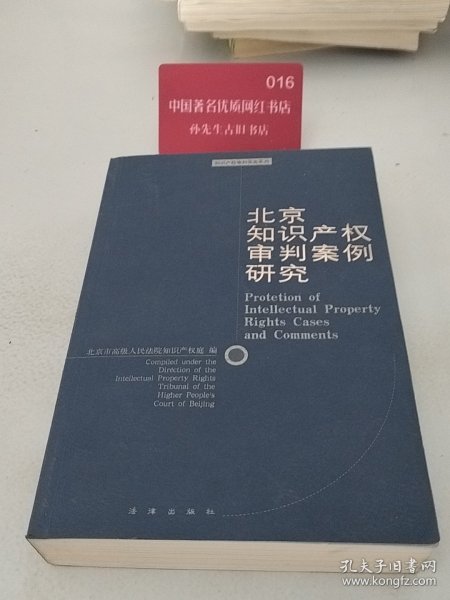 016
中国著名优质网红书店
孙先生古旧书店
北京
知识产权
审判案例
研究
Protetion of
Intellectual Property
Rights Cases
and Comments
北京市高级人民法院知识产权庭 编
Compiled under the
Direction of the
Intellectual Property Rights
Tribunal of the
Higher People's
Court of Beijing
法律出版社
孔夫子旧书网
www.kongfz.com